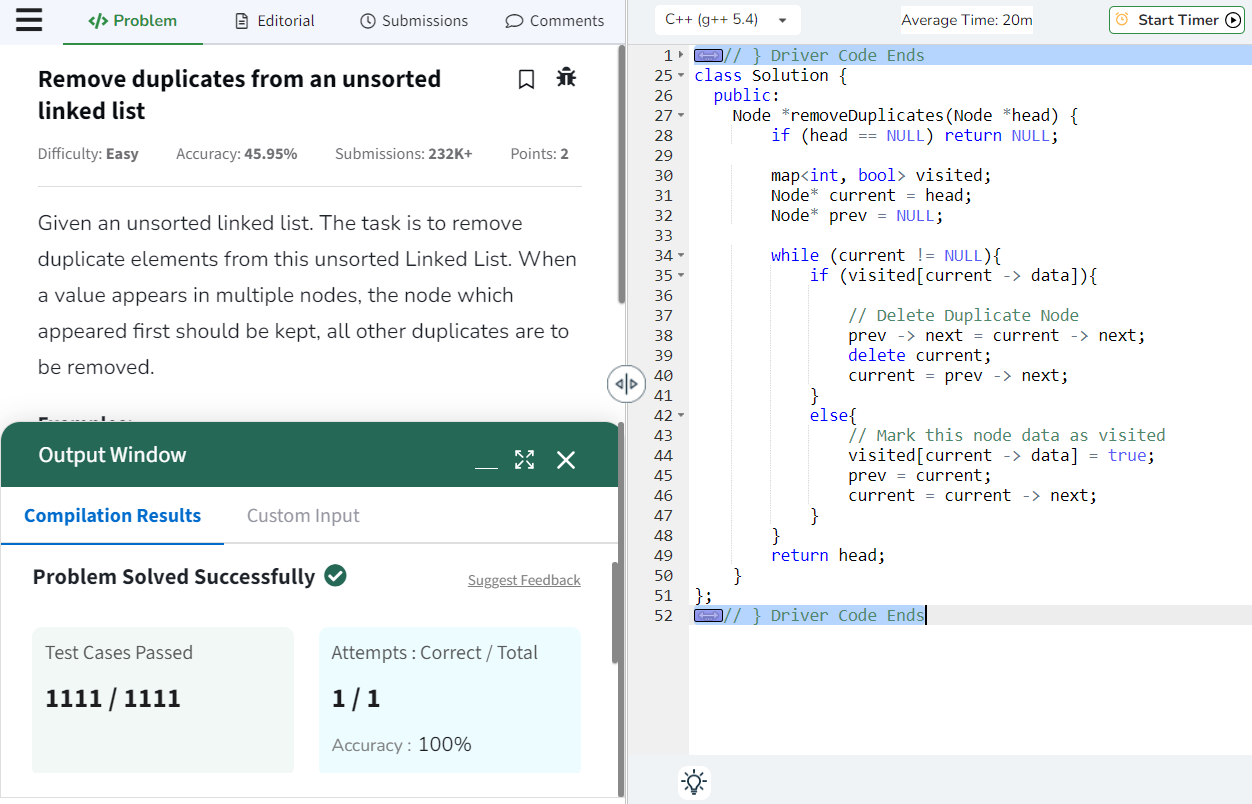 Problem
Editorial
Submissions
Comments
Remove duplicates from an unsorted
linked list
Difficulty: Easy
Accuracy: 45.95%
Submissions: 232K+
Points: 2
Given an unsorted linked list. The task is to remove
duplicate elements from this unsorted Linked List. When
a value appears in multiple nodes, the node which
appeared first should be kept, all other duplicates are to
be removed.
Examples:
Output Window
Compilation Results
Custom Input
Problem Solved Successfully
Suggest Feedback
Test Cases Passed
1111 / 1111
Attempts : Correct / Total
1 / 1
Accuracy : 100%
C++ (g++ 5.4)
Average Time: 20m
Start Timer
1 // } Driver Code Ends
25 class Solution {
26 public:
27 Node *removeDuplicates(Node *head) {
28 if (head == NULL) return NULL;
29
30 map<int, bool> visited;
31 Node* current = head;
32 Node* prev = NULL;
33
34 while (current != NULL){
35 if (visited[current -> data]){
36
37 // Delete Duplicate Node
38 prev -> next = current -> next;
39 delete current;
40 current = prev -> next;
41 }
42 else{
43 // Mark this node data as visited
44 visited[current -> data] = true;
45 prev = current;
46 current = current -> next;
47 }
48 }
49 return head;
50 }
51 };
52 // } Driver Code Ends